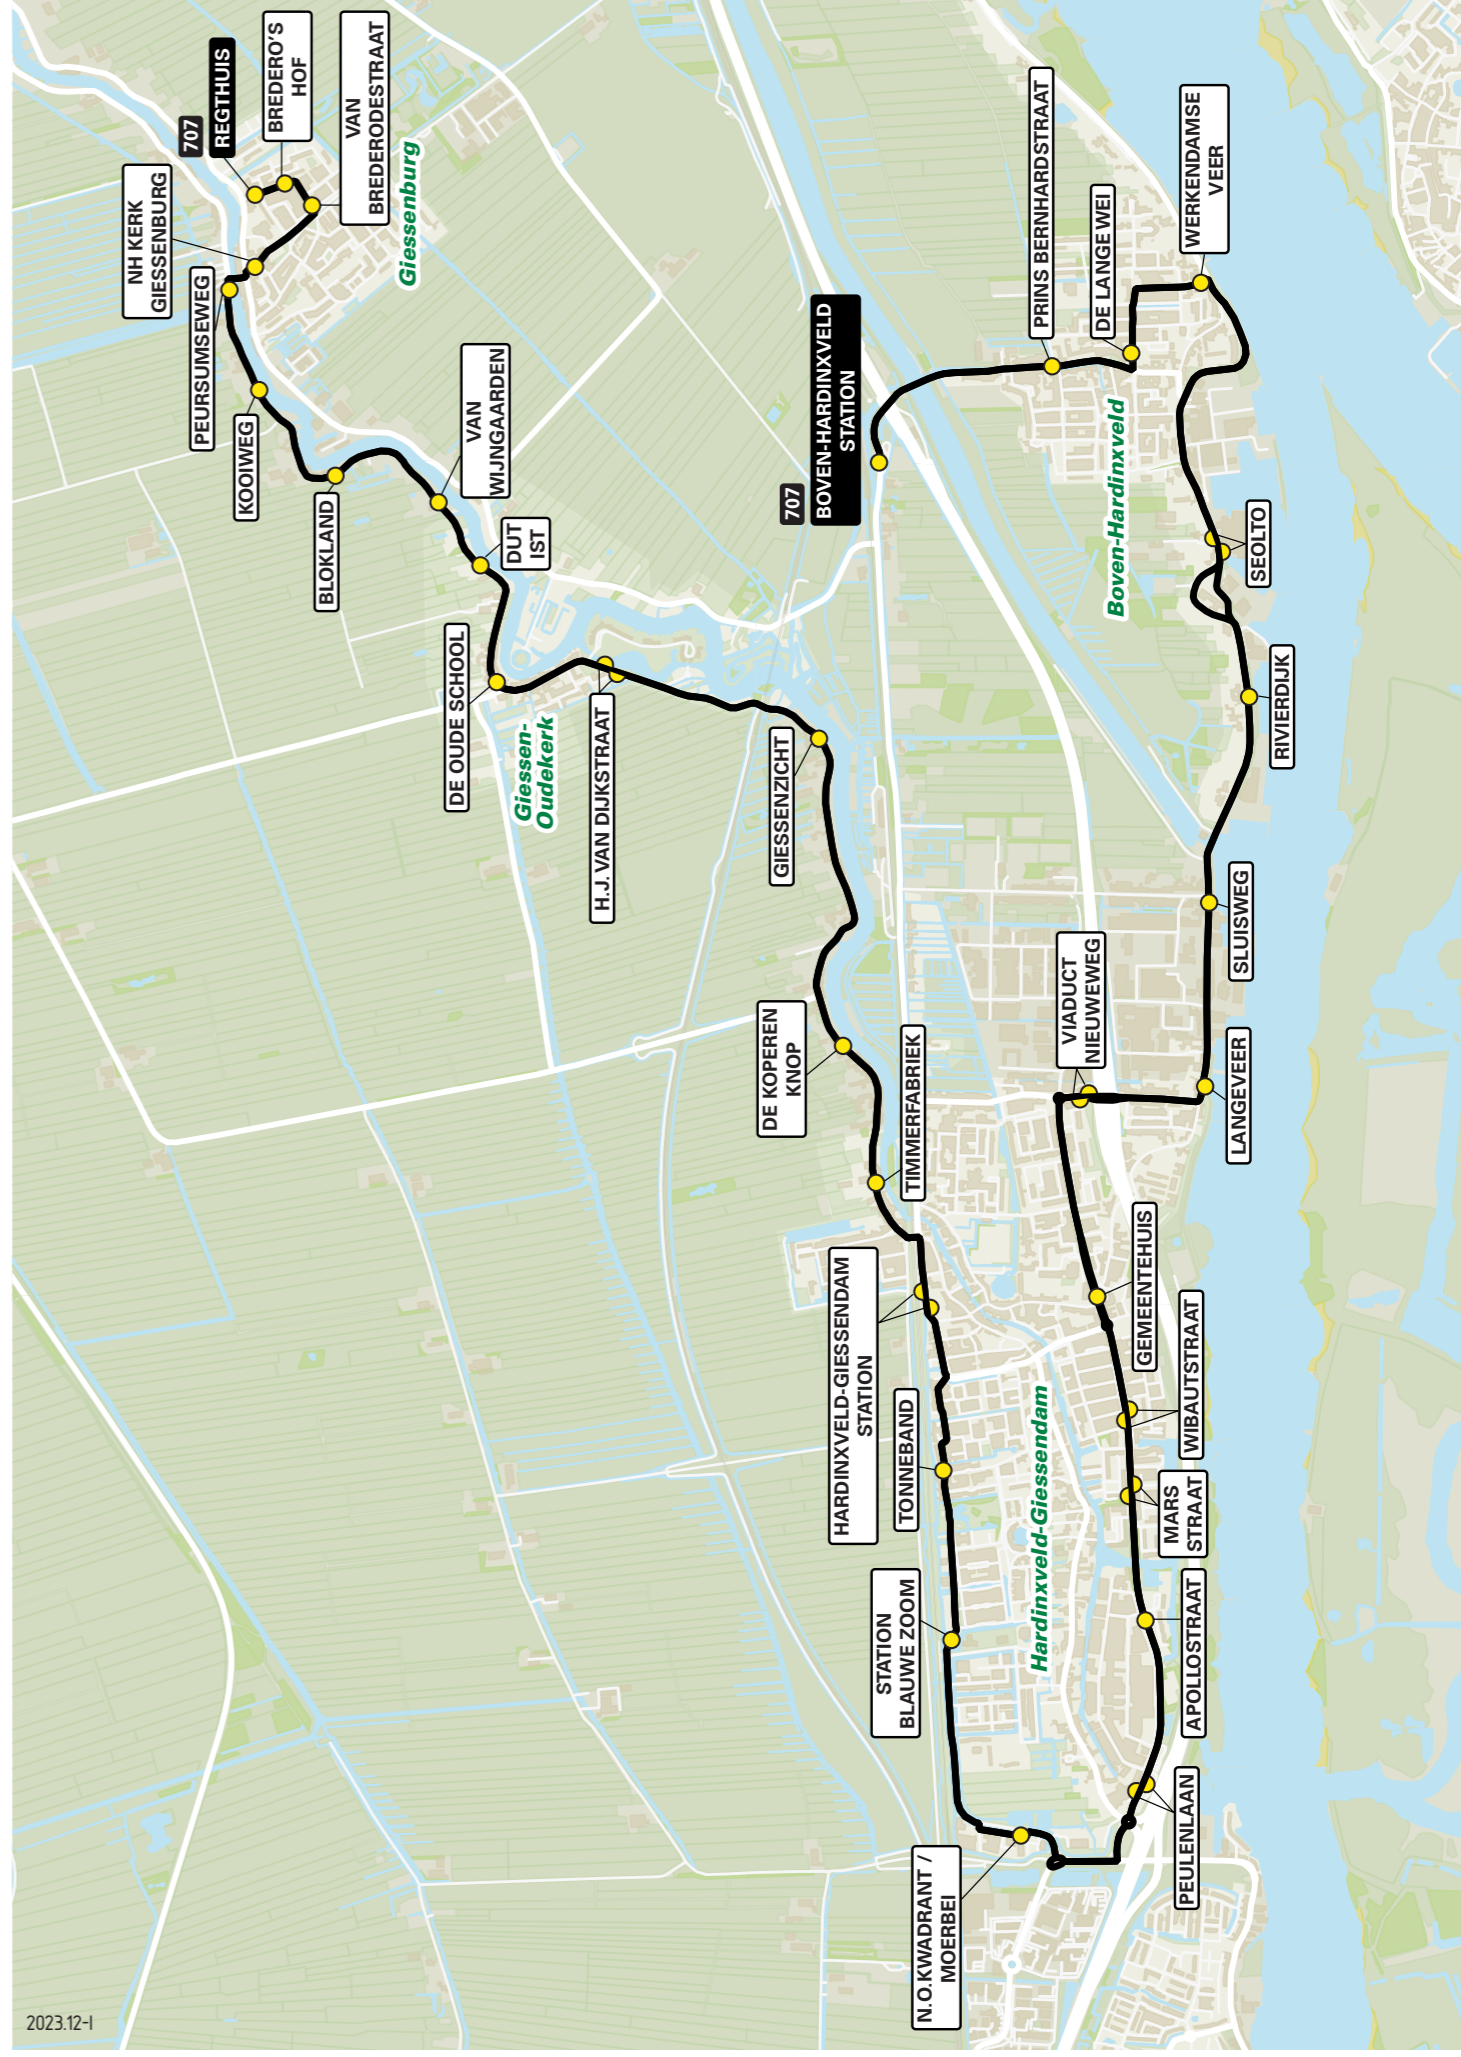 707
REGTHUIS
BREDERO'S
HOF
VAN
BREDERODESTRAAT
NH KERK
GIESSENBURG
PEURSUMSEWEG
Giessenburg
KOOIWEG
BLOKLAND
VAN
WIJNGAARDEN
DUT
IST
DE OUDE SCHOOL
Giessen-
Oudekerk
H.J. VAN DIJKSTRAAT
GIESSENZICHT
DE KOPEREN
KNOP
TIMMERFABRIEK
HARDINXVELD-GIESSENDAM
STATION
TONNEBAND
STATION
BLAUWE ZOOM
N.O.KWADRANT /
MOERBEI
Hardinxveld-Giessendam
PEULENLAAN
APOLLOSTRAAT
MARS
STRAAT
WIBAUTSTRAAT
GEMEENTEHUIS
VIADUCT
NIEUWEWEG
LANGEVEER
SLUISWEG
RIVIERDIJK
SEOLTO
Boven-Hardinxveld
WERKENDAMSE
VEER
DE LANGE WEI
PRINS BERNHARDSTRAAT
707
BOVEN-HARDINXVELD
STATION
2023.12-I